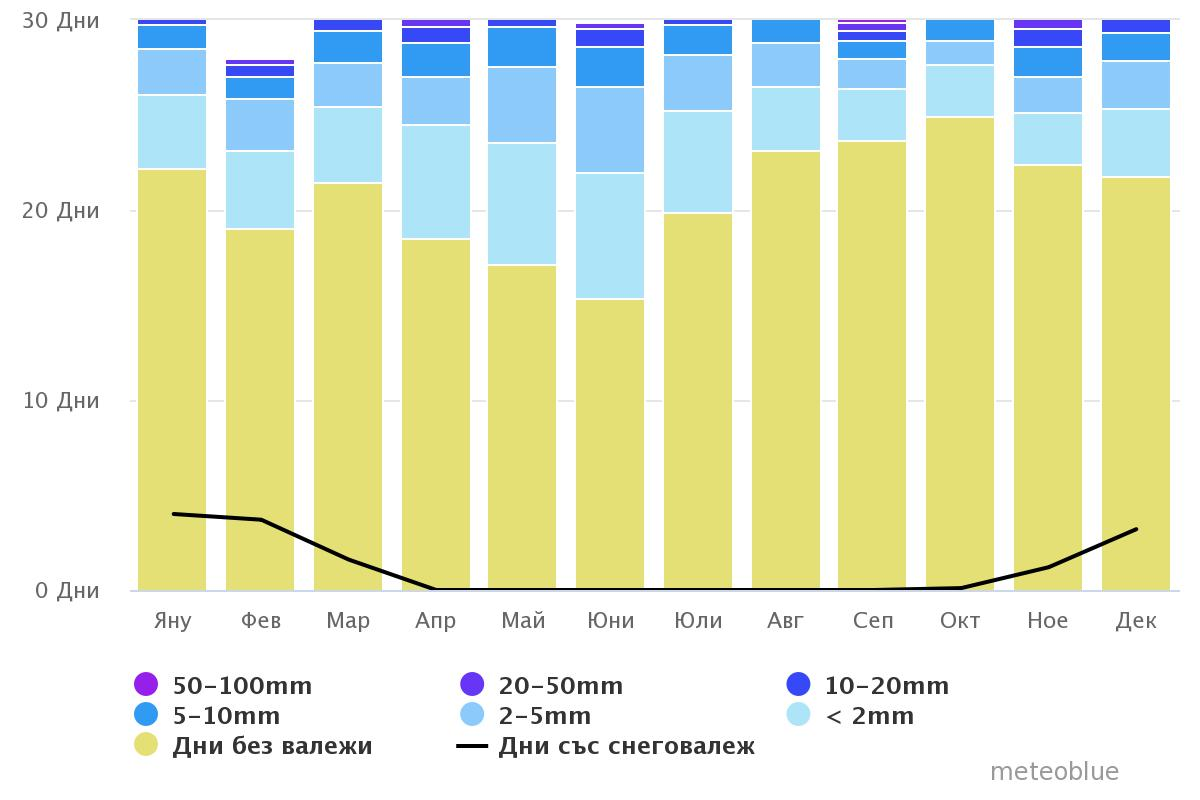 30 Дни
20 Дни
10 Дни
0 Дни
Яну Фев Мар Апр Май Юни Юли Авг Сеп Окт Ное Дек
50–100mm 20–50mm 10–20mm
5–10mm 2–5mm < 2mm
Дни без валежи Дни със снеговалеж
meteoblue